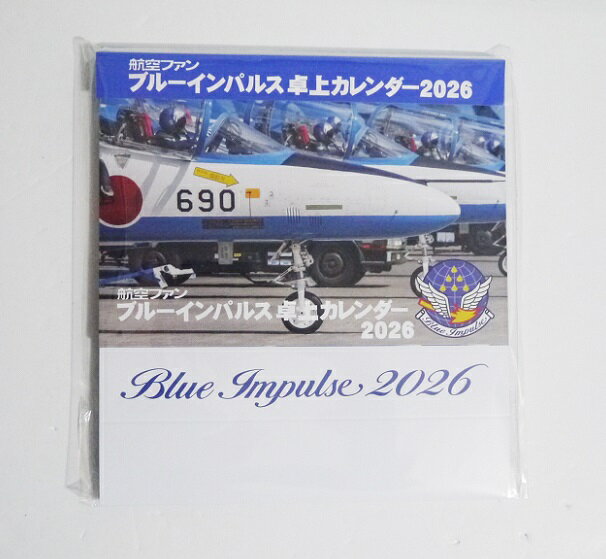 航空ファン
ブルーインパルス 卓上カレンダー2026
690
航空ファン
ブルーインパルス 卓上カレンダー
2026
Blue Impulse
Blue Impulse 2026